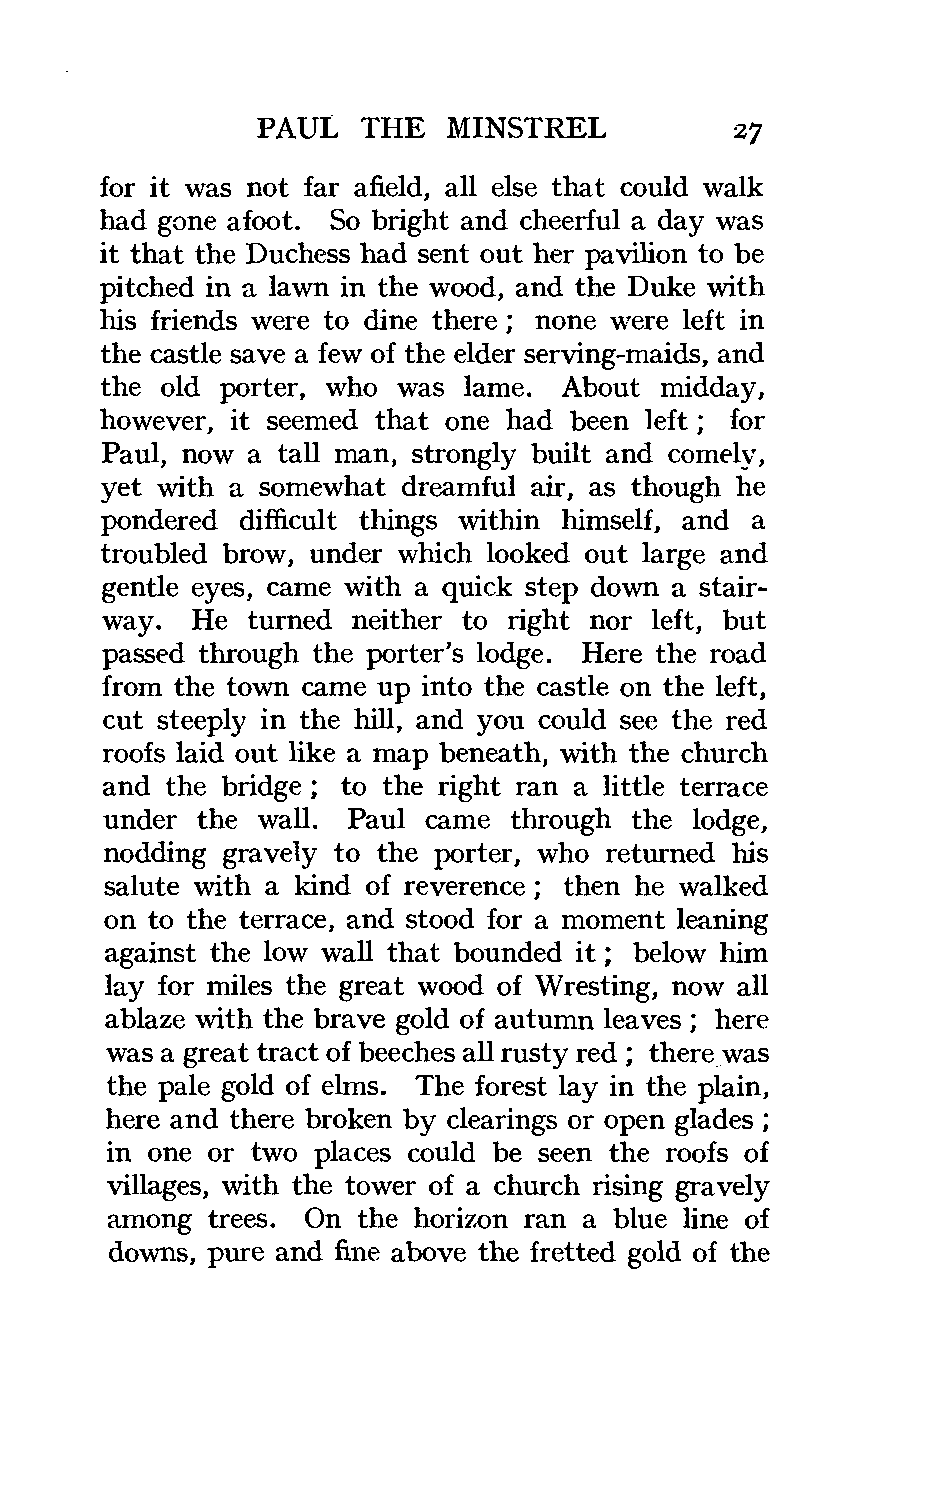 PAUL THE MINSTREL 27
for it was not far afield, all else that could walk
had gone afoot. So bright and cheerful a day was
it that the Duchess had sent out her pavilion to be
pitched in a lawn in the wood, and the Duke with
his friends were to dine there ; none were left in
the castle save a few of the elder serving-maids, and
the old porter, who was lame. About midday,
however, it seemed that one had been left ; for
Paul, now a tall man, strongly built and comely,
yet with a somewhat dreamful air, as though he
pondered difficult things within himself, and a
troubled brow, under which looked out large and
gentle eyes, came with a quick step down a stair-
way. He turned neither to right nor left, but
passed through the porter's lodge. Here the road
from the town came up into the castle on the left,
cut steeply in the hill, and you could see the red
roofs laid out like a map beneath, with the church
and the bridge ; to the right ran a little terrace
under the wall. Paul came through the lodge,
nodding gravely to the porter, who returned his
salute with a kind of reverence ; then he walked
on to the terrace, and stood for a moment leaning
against the low wall that bounded it ; below him
lay for miles the great wood of Wresting, now all
ablaze with the brave gold of autumn leaves ; here
was a great tract of beeches all rusty red ; there was
the pale gold of elms. The forest lay in the plain,
here and there broken by clearings or open glades ;
in one or two places could be seen the roofs of
villages, with the tower of a church rising gravely
among trees. On the horizon ran a blue line of
downs, pure and fine above the fretted gold of the